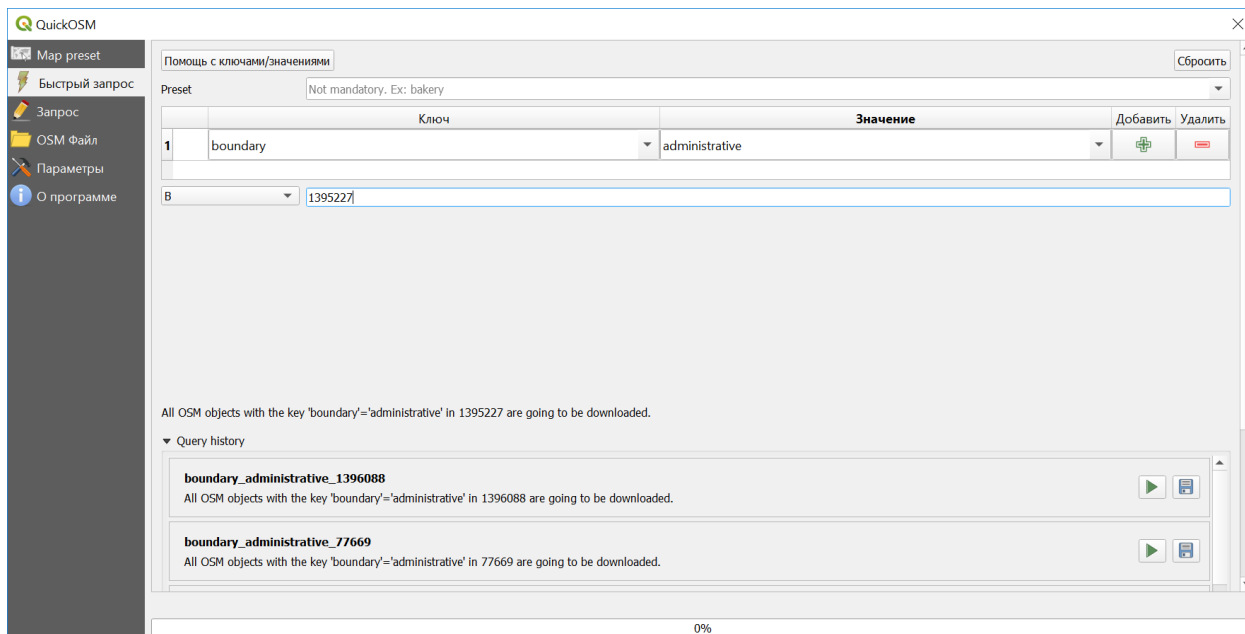 QuickOSM
Map preset
Быстрый запрос
Запрос
OSM Файл
Параметры
О программе
Помощь с ключами/значениями
Сбросить
Preset
Not mandatory. Ex: bakery
Ключ
Значение
Добавить
Удалить
1
boundary
administrative
В
1395227
All OSM objects with the key 'boundary'='administrative' in 1395227 are going to be downloaded.
Query history
boundary_administrative_1396088
All OSM objects with the key 'boundary'='administrative' in 1396088 are going to be downloaded.
boundary_administrative_77669
All OSM objects with the key 'boundary'='administrative' in 77669 are going to be downloaded.
0%